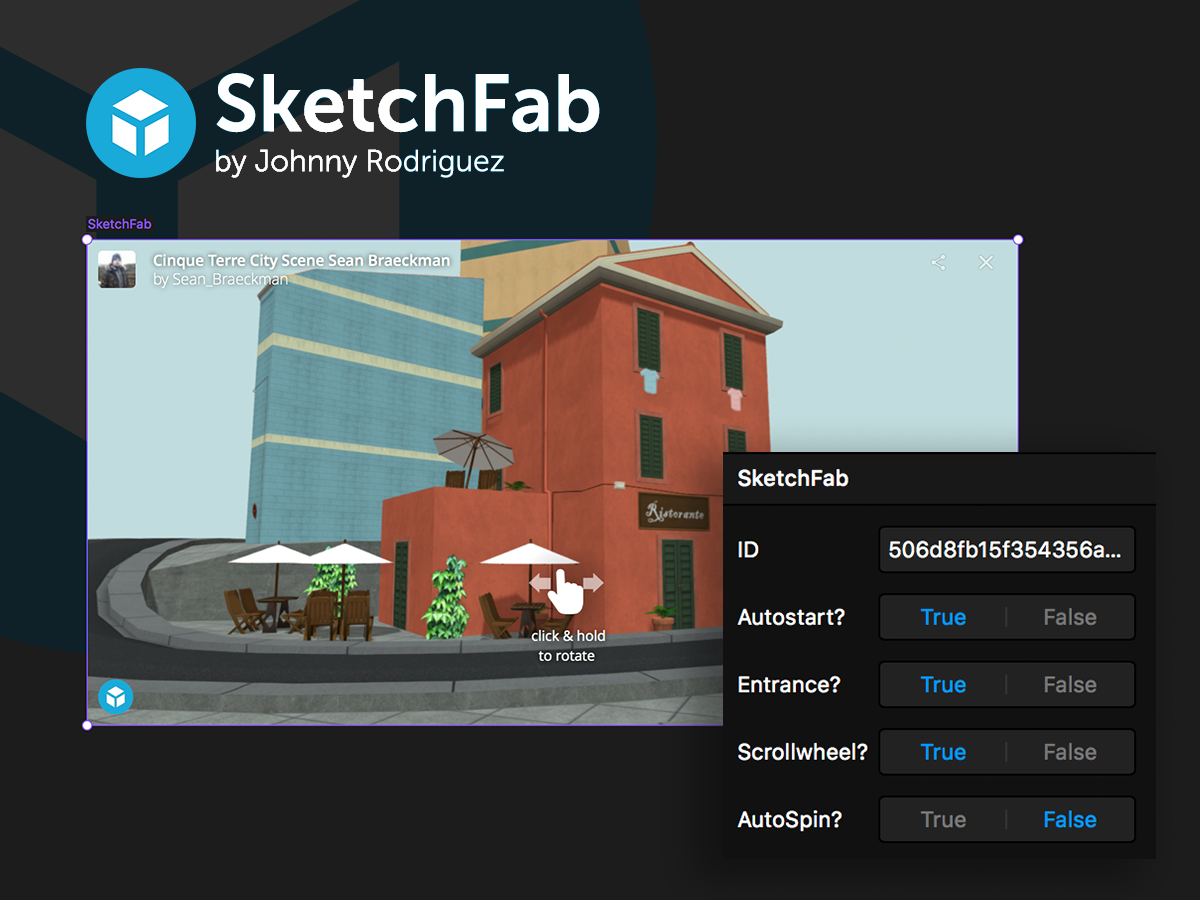 SketchFab
by Johnny Rodriguez
SketchFab
Cinque Terre City Scene Sean Braeckman
by Sean_Braeckman
Ristorante
click & hold
to rotate
SketchFab
ID 506d8fb15f354356a...
Autostart? True False
Entrance? True False
Scrollwheel? True False
AutoSpin? True False